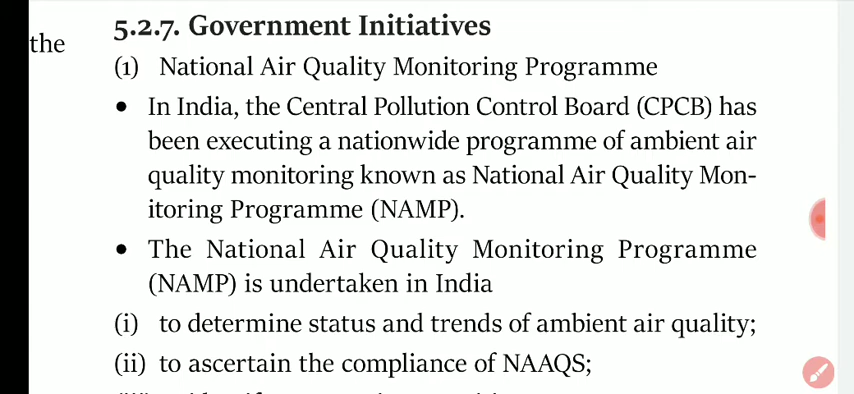 the
5.2.7. Government Initiatives
(1) National Air Quality Monitoring Programme
• In India, the Central Pollution Control Board (CPCB) has
been executing a nationwide programme of ambient air
quality monitoring known as National Air Quality Mon-
itoring Programme (NAMP).
• The National Air Quality Monitoring Programme
(NAMP) is undertaken in India
(i) to determine status and trends of ambient air quality;
(ii) to ascertain the compliance of NAAQS;